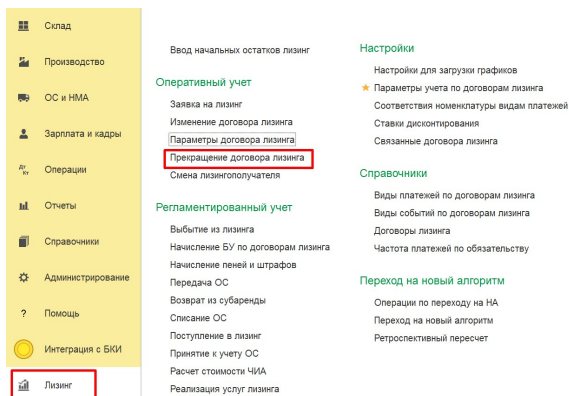 Склад
Производство
ОС и НМА
Зарплата и кадры
Дт
Кт
Операции
Отчеты
Справочники
Администрирование
?
Помощь
Интеграция с БКИ
Лизинг
Ввод начальных остатков лизинг
Оперативный учет
Заявка на лизинг
Изменение договора лизинга
Параметры договора лизинга
Прекращение договора лизинга
Смена лизингополучателя
Регламентированный учет
Выбытие из лизинга
Начисление БУ по договорам лизинга
Начисление пеней и штрафов
Передача ОС
Возврат из субаренды
Списание ОС
Поступление в лизинг
Принятие к учету ОС
Расчет стоимости ЧИА
Реализация услуг лизинга
Настройки
Настройки для загрузки графиков
Параметры учета по договорам лизинга
Соответствия номенклатуры видам платежей
Ставки дисконтирования
Связанные договора лизинга
Справочники
Виды платежей по договорам лизинга
Виды событий по договорам лизинга
Договоры лизинга
Частота платежей по обязательству
Переход на новый алгоритм
Операции по переходу на НА
Переход на новый алгоритм
Ретроспективный пересчет